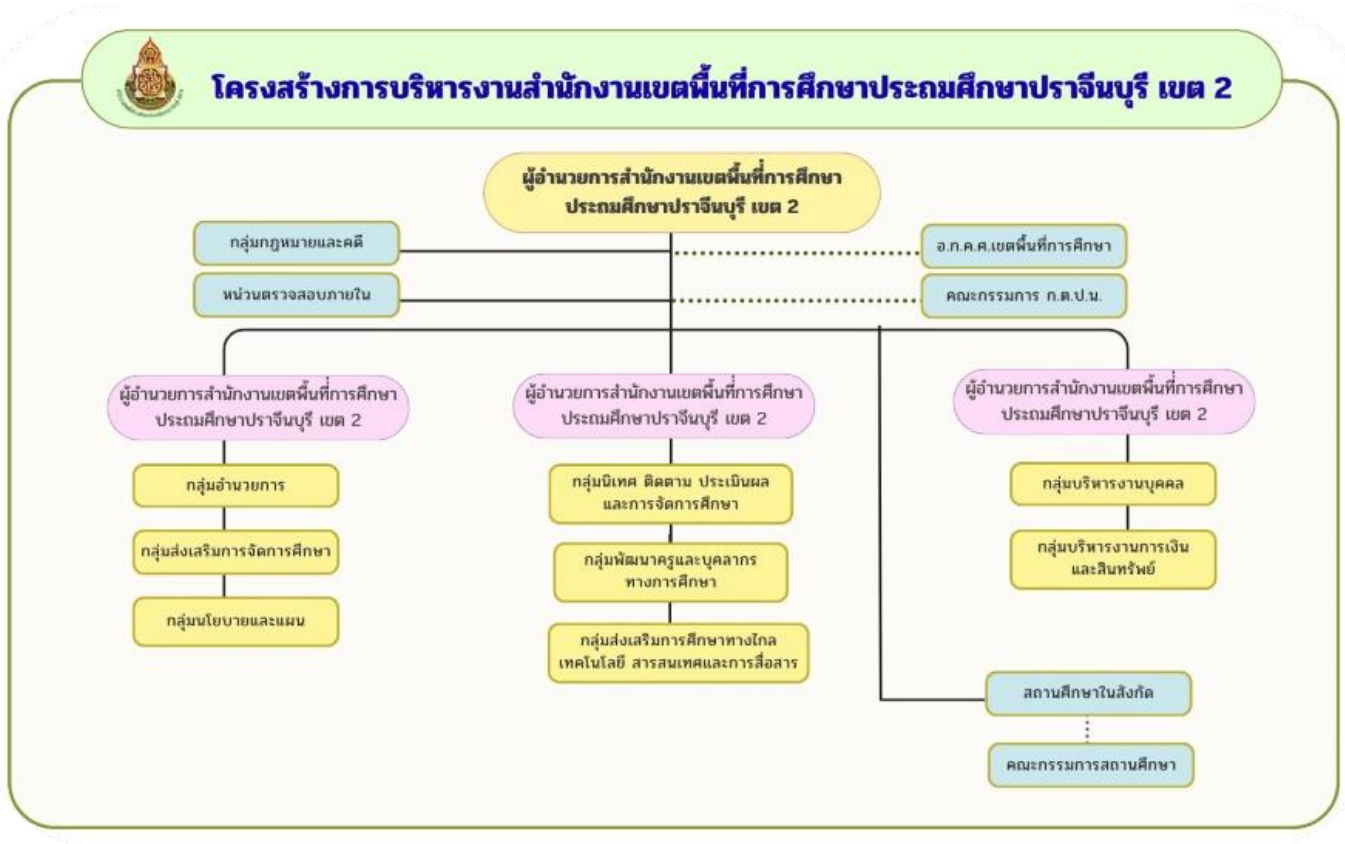 โครงสร้างการบริหารงานสำนักงานเขตพื้นที่การศึกษาประถมศึกษาปราจีนบุรี เขต 2
ผู้อำนวยการสำนักงานเขตพื้นที่การศึกษา
ประถมศึกษาปราจีนบุรี เขต 2
กลุ่มกฎหมายและคดี
อ.ก.ค.ศ.เขตพื้นที่การศึกษา
หน่วนตรวจสอบภายใน
คณะกรรมการ ก.ต.ป.น.
ผู้อำนวยการสำนักงานเขตพื้นที่การศึกษา
ประถมศึกษาปราจีนบุรี เขต 2
ผู้อำนวยการสำนักงานเขตพื้นที่การศึกษา
ประถมศึกษาปราจีนบุรี เขต 2
ผู้อำนวยการสำนักงานเขตพื้นที่การศึกษา
ประถมศึกษาปราจีนบุรี เขต 2
กลุ่มอำนวยการ
กลุ่มส่งเสริมการจัดการศึกษา
กลุ่มนโยบายและแผน
กลุ่มนิเทศ ติดตาม ประเมินผล
และการจัดการศึกษา
กลุ่มพัฒนาครูและบุคลากร
ทางการศึกษา
กลุ่มส่งเสริมการศึกษาทางไกล
เทคโนโลยี สารสนเทศและการสื่อสาร
กลุ่มบริหารงานบุคคล
กลุ่มบริหารงานการเงิน
และสินทรัพย์
สถานศึกษาในสังกัด
คณะกรรมการสถานศึกษา